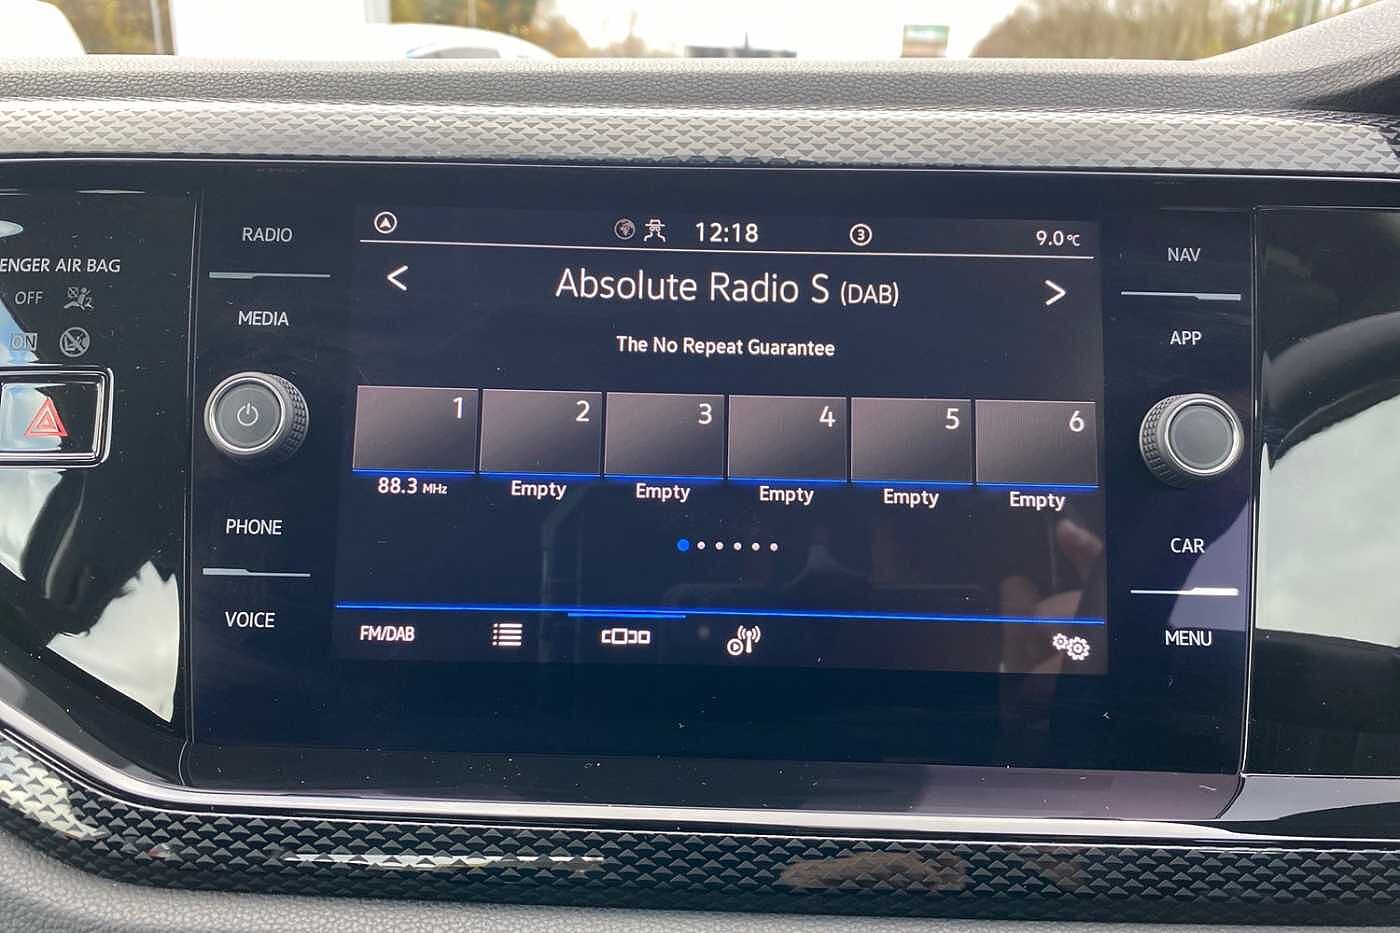 RADIO
MEDIA
PHONE
VOICE
ENGER AIR BAG
OFF
2
ON
12:18
3
9.0 °C
< Absolute Radio S (DAB) >
The No Repeat Guarantee
1 2 3 4 5 6
88.3 MHz Empty Empty Empty Empty Empty
FM/DAB
NAV
APP
CAR
MENU